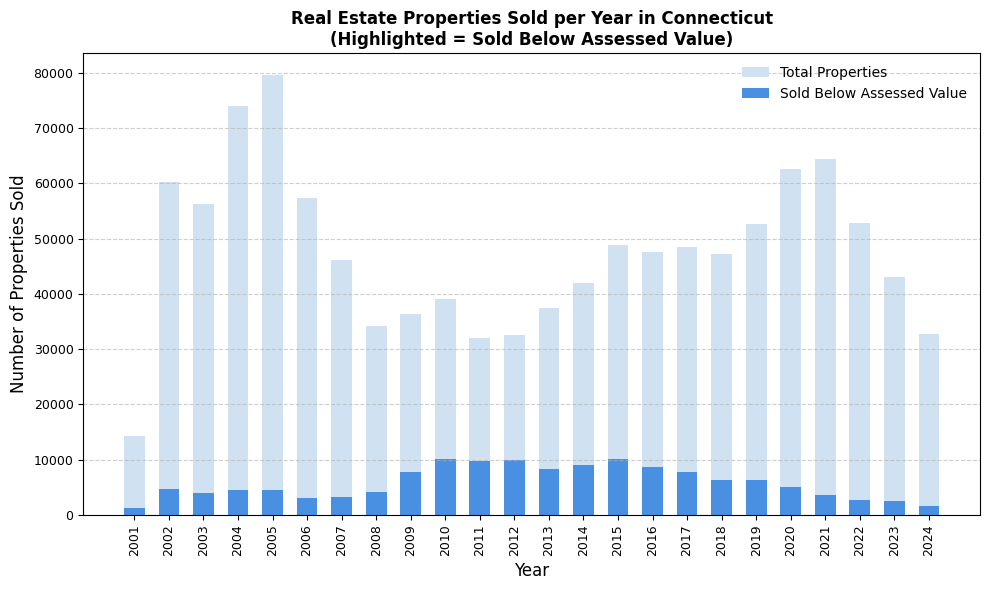 Real Estate Properties Sold per Year in Connecticut
(Highlighted = Sold Below Assessed Value)
Total Properties
Sold Below Assessed Value
Number of Properties Sold
80000
70000
60000
50000
40000
30000
20000
10000
0
2001 2002 2003 2004 2005 2006 2007 2008 2009 2010 2011 2012 2013 2014 2015 2016 2017 2018 2019 2020 2021 2022 2023 2024
Year